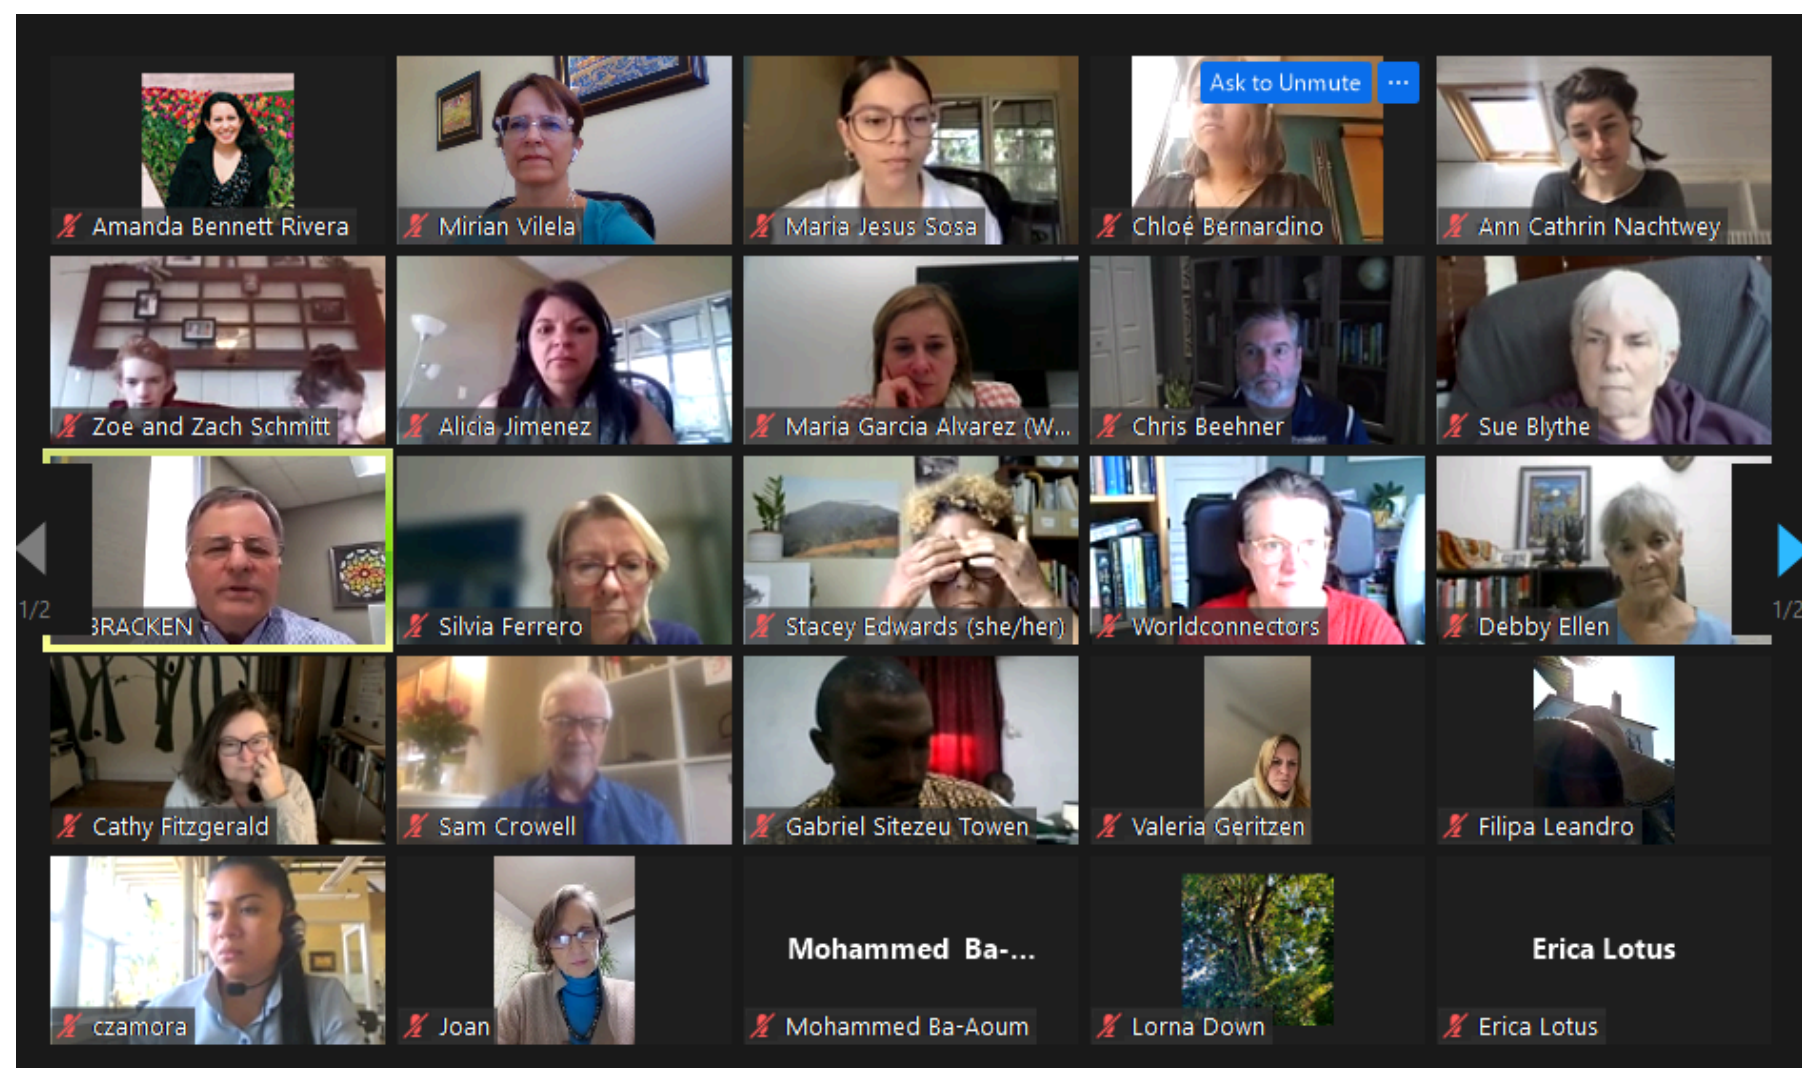 Ask to Unmute
Amanda Bennett Rivera
Mirian Vilela
Maria Jesus Sosa
Chloé Bernardino
Ann Cathrin Nachtwey
Zoe and Zach Schmitt
Alicia Jimenez
Maria Garcia Alvarez (W...
Chris Beehner
Sue Blythe
1/2
BRACKEN
Silvia Ferrero
Stacey Edwards (she/her)
Worldconnectors
Debby Ellen
1/2
Cathy Fitzgerald
Sam Crowell
Gabriel Sitezeu Towen
Valeria Geritzen
Filipa Leandro
Mohammed Ba-...
Erica Lotus
czamora
Joan
Mohammed Ba-Aoum
Lorna Down
Erica Lotus